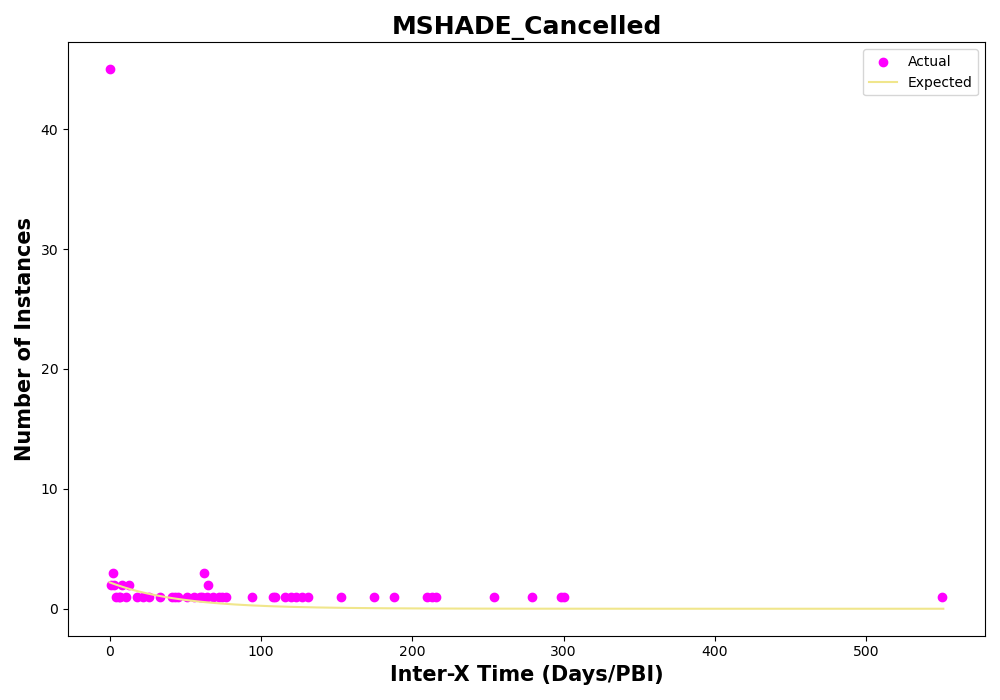 MSHADE_Cancelled
Actual
Expected
Number of Instances
40
30
20
10
0
0 100 200 300 400 500
Inter-X Time (Days/PBI)